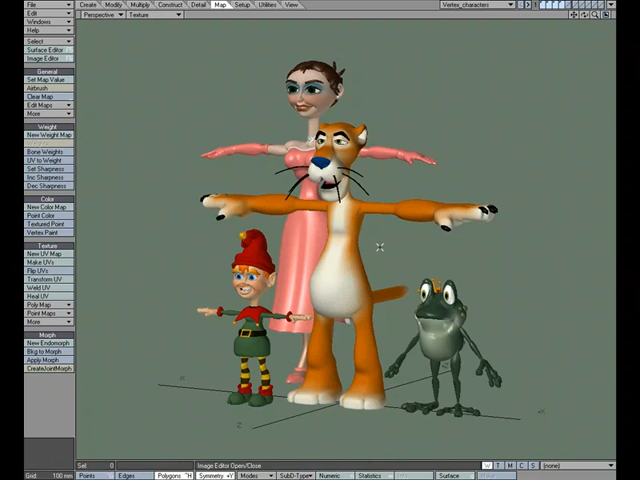 File Create Modify Multiply Construct Detail Map Setup Utilities View Vertex_characters 1
Edit Perspective Texture
Windows
Help
Select
Surface Editor
Image Editor
General
Set Map Value
Airbrush
Clear Map
Edit Maps
More
Weight
New Weight Map
Bone Weights
UV to Weight
Set Sharpness
Inc Sharpness
Dec Sharpness
Color
New Color Map
Point Color
Textured Point
Vertex Paint
Texture
New UV Map
Make UVs
Flip UVs
Transform UV
Weld UV
Heal UV
Poly Map
Point Maps
More
Morph
New Endomorph
Bkg to Morph
Apply Morph
CreateJointMorph
Sel: 0 Image Editor Open/Close W T M C S (none)
Grid: 100 mm Points Edges Polygons ^H Symmetry +Y Modes SubD-Type Numeric Statistics Surface